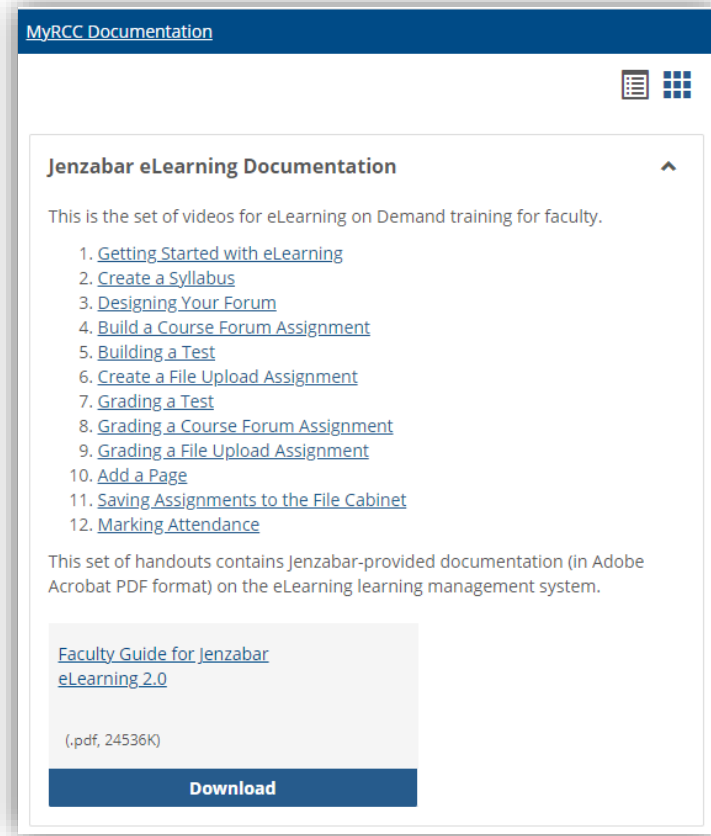 MyRCC Documentation
Jenzabar eLearning Documentation
This is the set of videos for eLearning on Demand training for faculty.
1. Getting Started with eLearning
2. Create a Syllabus
3. Designing Your Forum
4. Build a Course Forum Assignment
5. Building a Test
6. Create a File Upload Assignment
7. Grading a Test
8. Grading a Course Forum Assignment
9. Grading a File Upload Assignment
10. Add a Page
11. Saving Assignments to the File Cabinet
12. Marking Attendance
This set of handouts contains Jenzabar-provided documentation (in Adobe
Acrobat PDF format) on the eLearning learning management system.
Faculty Guide for Jenzabar
eLearning 2.0
(.pdf, 24536K)
Download